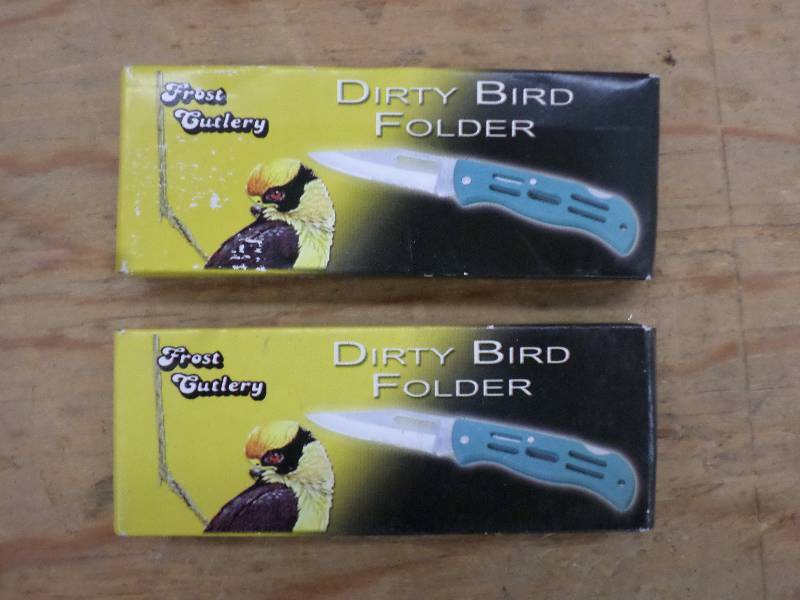 Frost
Cutlery
DIRTY BIRD
FOLDER
Frost
Cutlery
DIRTY BIRD
FOLDER